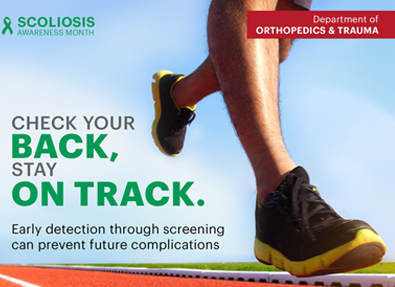 SCOLIOSIS
AWARENESS MONTH
Department of
ORTHOPEDICS & TRAUMA
CHECK YOUR
BACK,
STAY
ON TRACK.
Early detection through screening
can prevent future complications